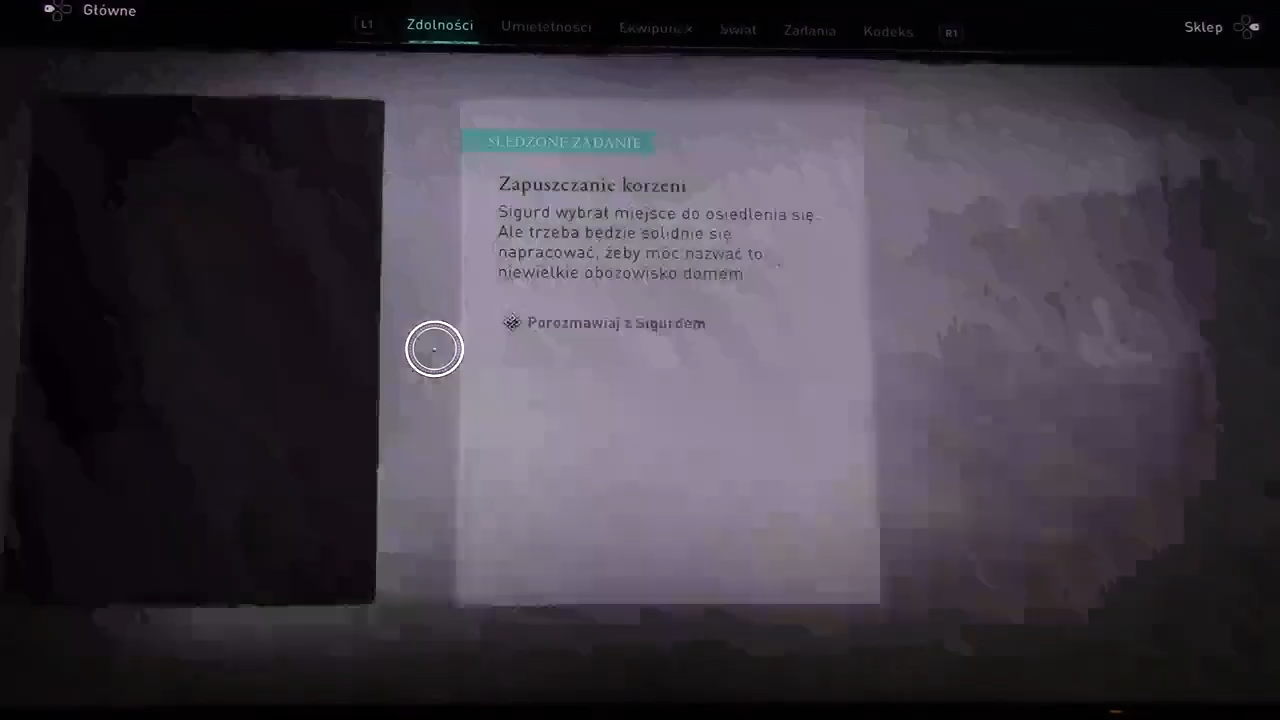 Główne
L1 Zdolności Umiejętności Ekwipunek Świat Zadania Kodeks R1
Sklep
ŚLEDZONE ZADANIE
Zapuszczanie korzeni
Sigurd wybrał miejsce do osiedlenia się.
Ale trzeba będzie solidnie się
napracować, żeby móc nazwać to
niewielkie obozowisko domem.
Porozmawiaj z Sigurdem